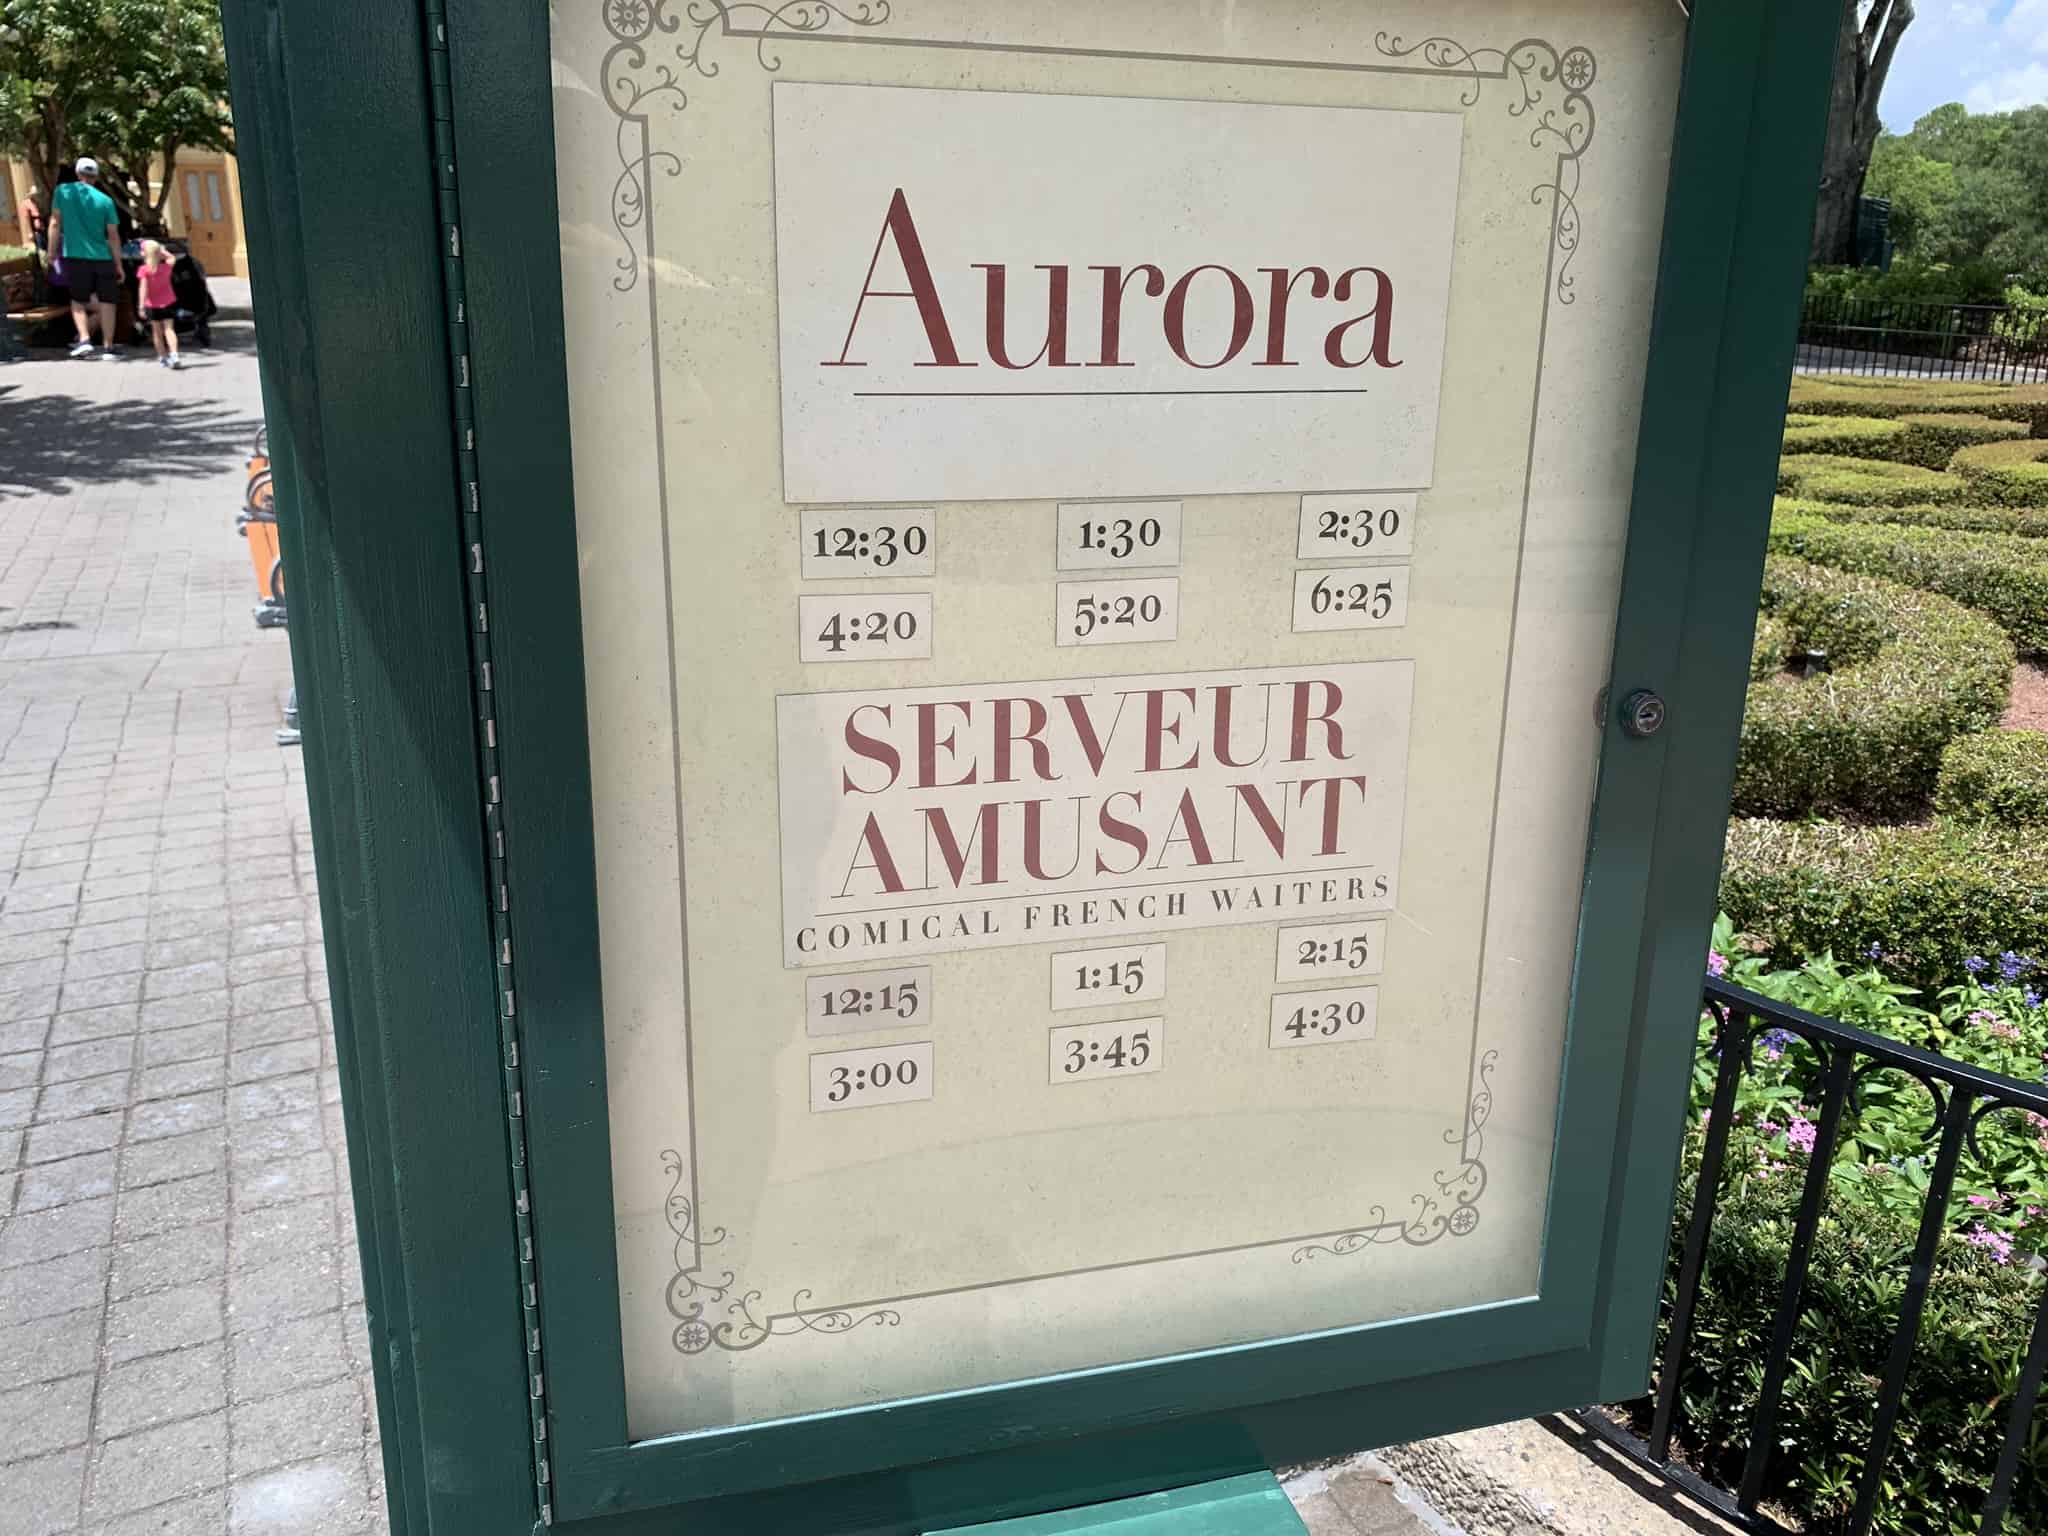 Aurora
12:30 1:30 2:30
4:20 5:20 6:25
SERVEUR
AMUSANT
COMICAL FRENCH WAITERS
12:15 1:15 2:15
3:00 3:45 4:30